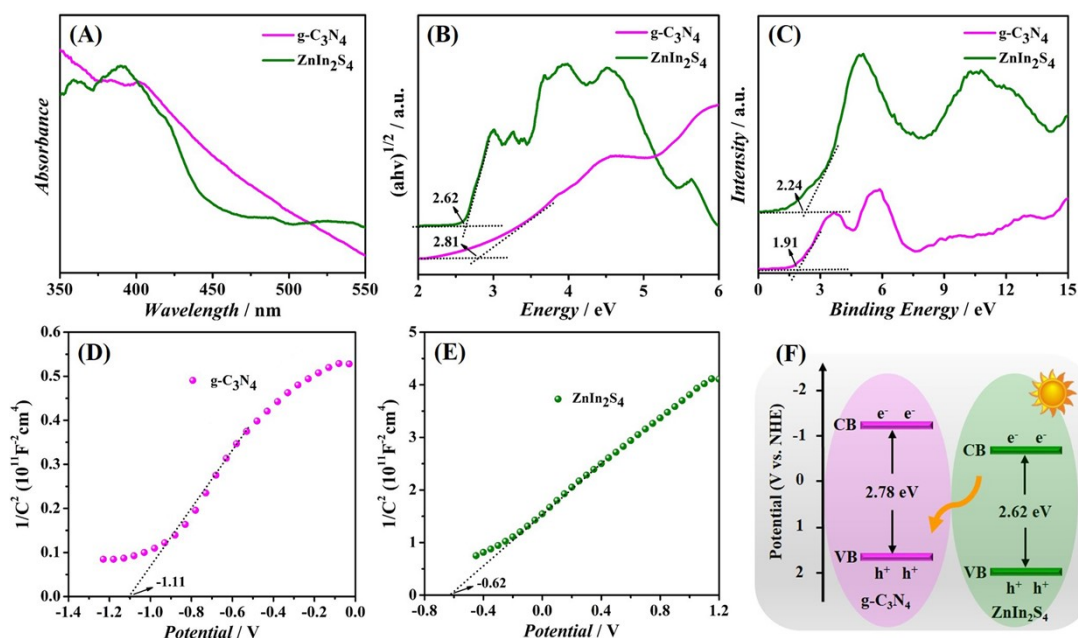 (A)
g-C3N4
ZnIn2S4
Absorbance
350 400 450 500 550
Wavelength / nm
(B)
g-C3N4
ZnIn2S4
(ahv)1/2 / a.u.
2.62
2.81
2 3 4 5 6
Energy / eV
(C)
g-C3N4
ZnIn2S4
Intensity / a.u.
2.24
1.91
0 3 6 9 12 15
Binding Energy / eV
(D)
g-C3N4
1/C2 (1011F-2cm4)
0.6
0.5
0.4
0.3
0.2
0.1
0.0
-1.11
-1.4 -1.2 -1.0 -0.8 -0.6 -0.4 -0.2 0.0
Potential / V
(E)
ZnIn2S4
1/C2 (1011F-2cm4)
5
4
3
2
1
0
-0.62
-0.8 -0.4 0.0 0.4 0.8 1.2
Potential / V
(F)
Potential (V vs. NHE)
-2
-1
0
1
2
CB
e- e-
2.78 eV
VB
h+ h+
g-C3N4
CB
e- e-
2.62 eV
VB
h+ h+
ZnIn2S4